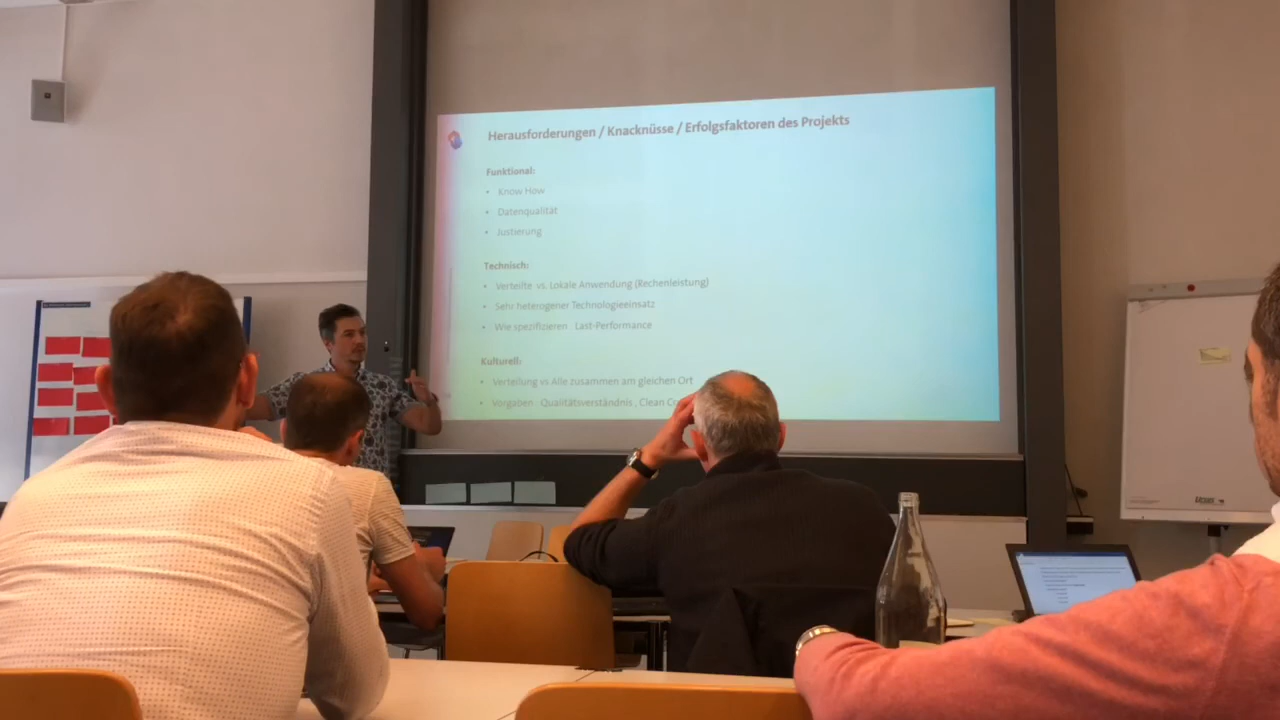 Herausforderungen / Knacknüsse / Erfolgsfaktoren des Projekts
Funktional:
• Know How
• Datenqualität
• Justierung
Technisch:
• Verteilte vs. Lokale Anwendung (Rechenleistung)
• Sehr heterogener Technologieeinsatz
• Wie spezifizieren . Last-Performance
Kulturell:
• Verteilung vs Alle zusammen am gleichen Ort
• Vorgaben . Qualitätsverständnis , Clean